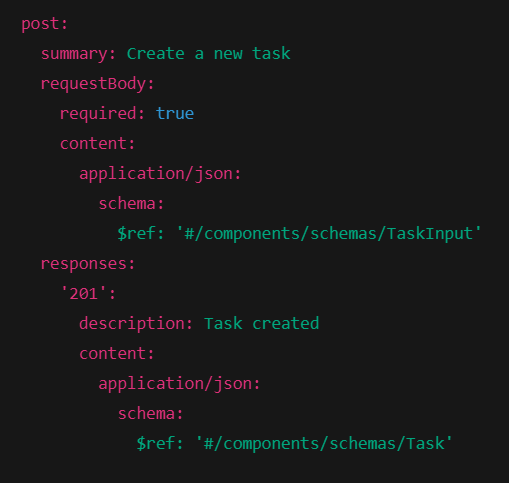 post:
  summary: Create a new task
  requestBody:
    required: true
    content:
      application/json:
        schema:
          $ref: '#/components/schemas/TaskInput'
  responses:
    '201':
      description: Task created
      content:
        application/json:
          schema:
            $ref: '#/components/schemas/Task'